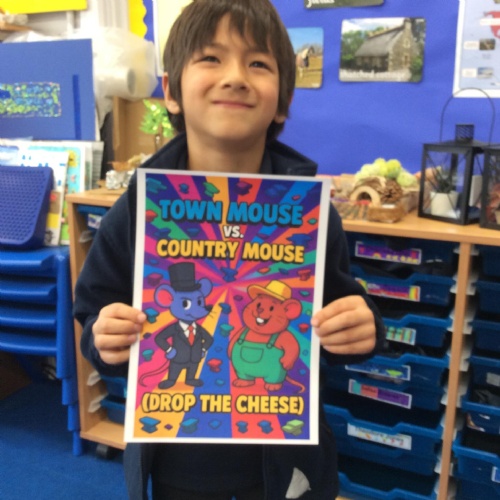 TOWN MOUSE
VS.
COUNTRY MOUSE
(DROP THE CHEESE)